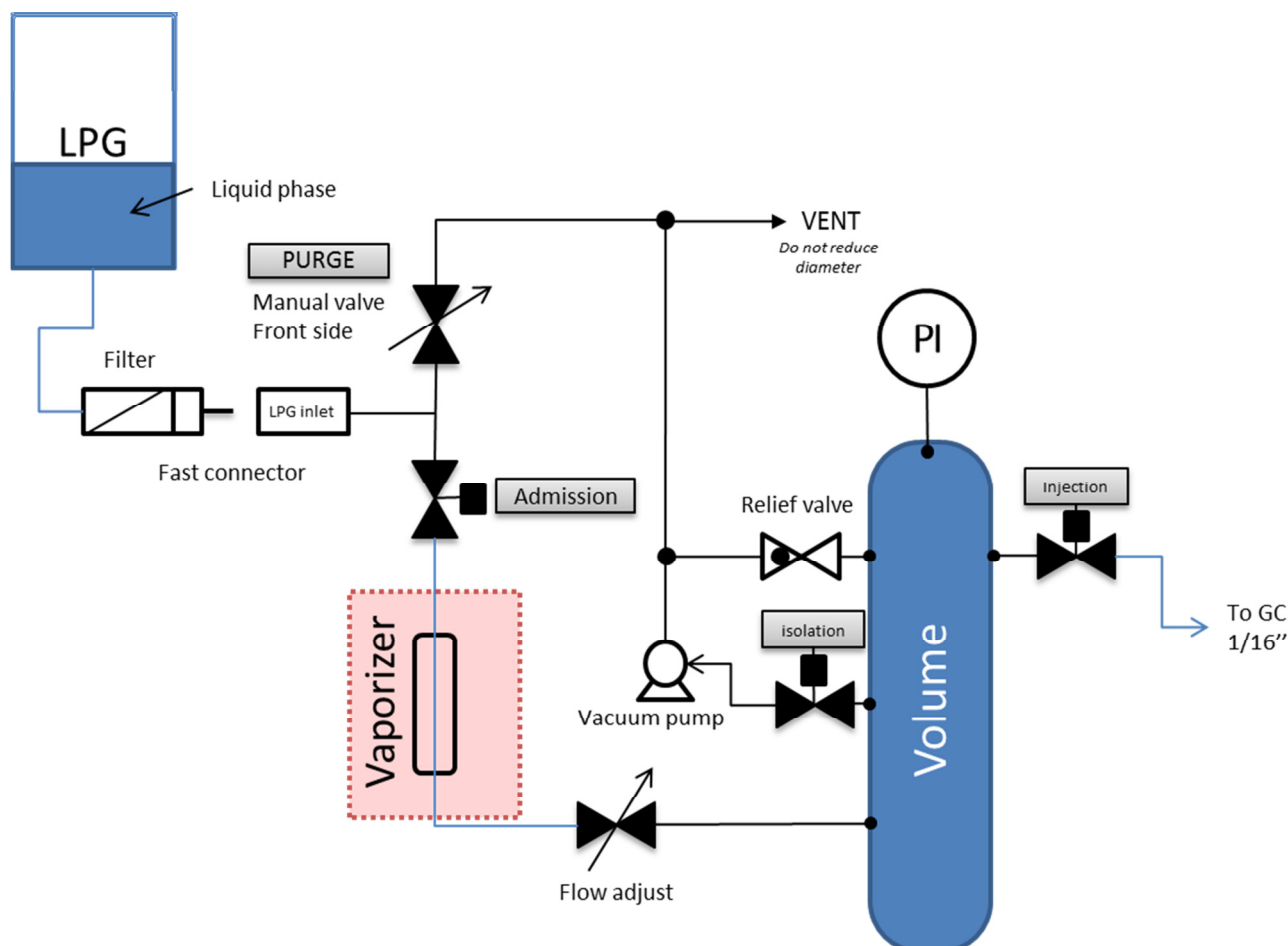 LPG
Liquid phase
VENT
Do not reduce
diameter
PURGE
Manual valve
Front side
PI
Filter
LPG inlet
Fast connector
Admission
Relief valve
Injection
To GC
1/16’’
isolation
Vaporizer
Vacuum pump
Volume
Flow adjust